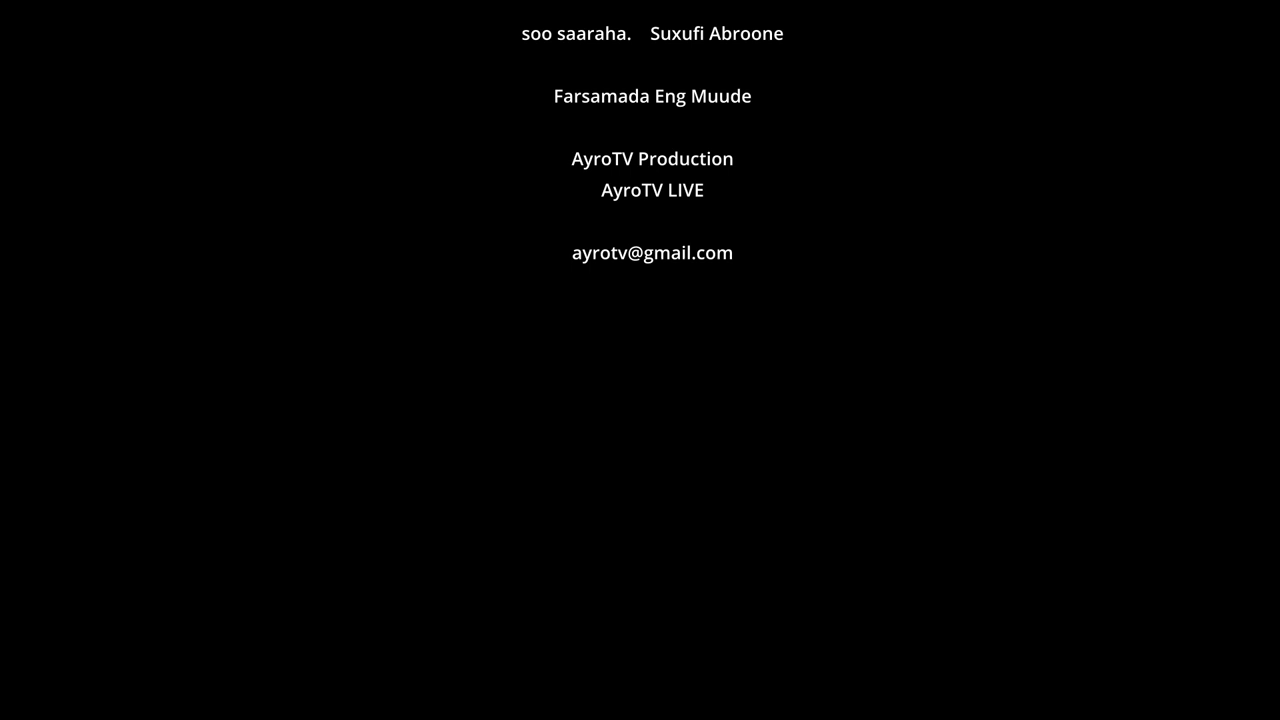 soo saaraha. Suxufi Abroone
Farsamada Eng Muude
AyroTV Production
AyroTV LIVE
ayrotv@gmail.com